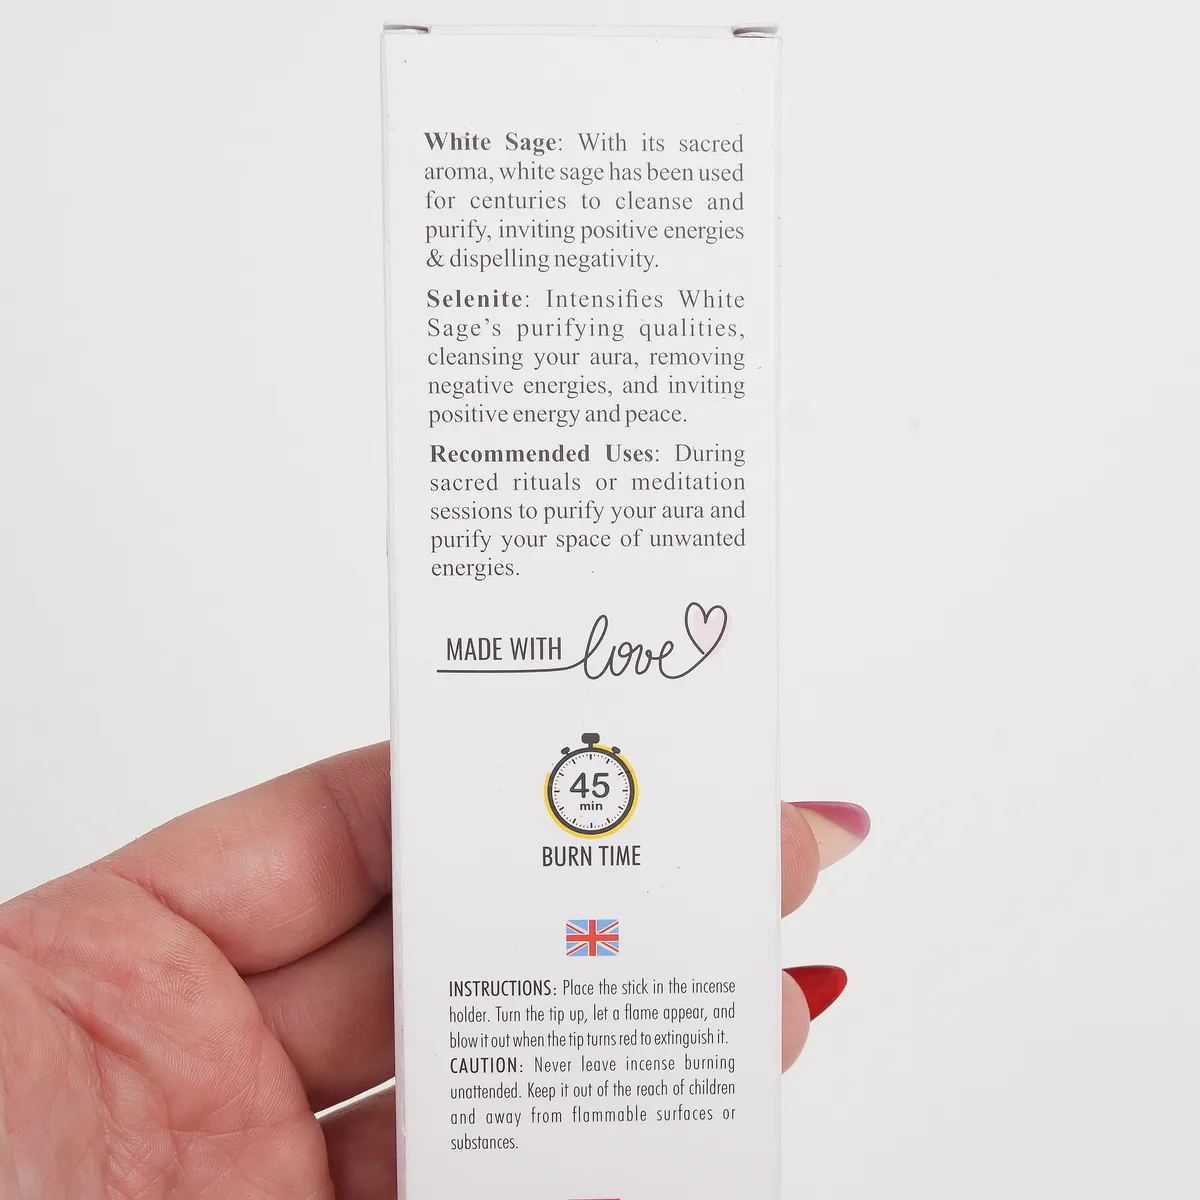 White Sage: With its sacred
aroma, white sage has been used
for centuries to cleanse and
purify, inviting positive energies
& dispelling negativity.
Selenite: Intensifies White
Sage's purifying qualities,
cleansing your aura, removing
negative energies, and inviting
positive energy and peace.
Recommended Uses: During
sacred rituals or meditation
sessions to purify your aura and
purify your space of unwanted
energies.
MADE WITH love
45
min
BURN TIME
INSTRUCTIONS: Place the stick in the incense
holder. Turn the tip up, let a flame appear, and
blow it out when the tip turns red to extinguish it.
CAUTION: Never leave incense burning
unattended. Keep it out of the reach of children
and away from flammable surfaces or
substances.